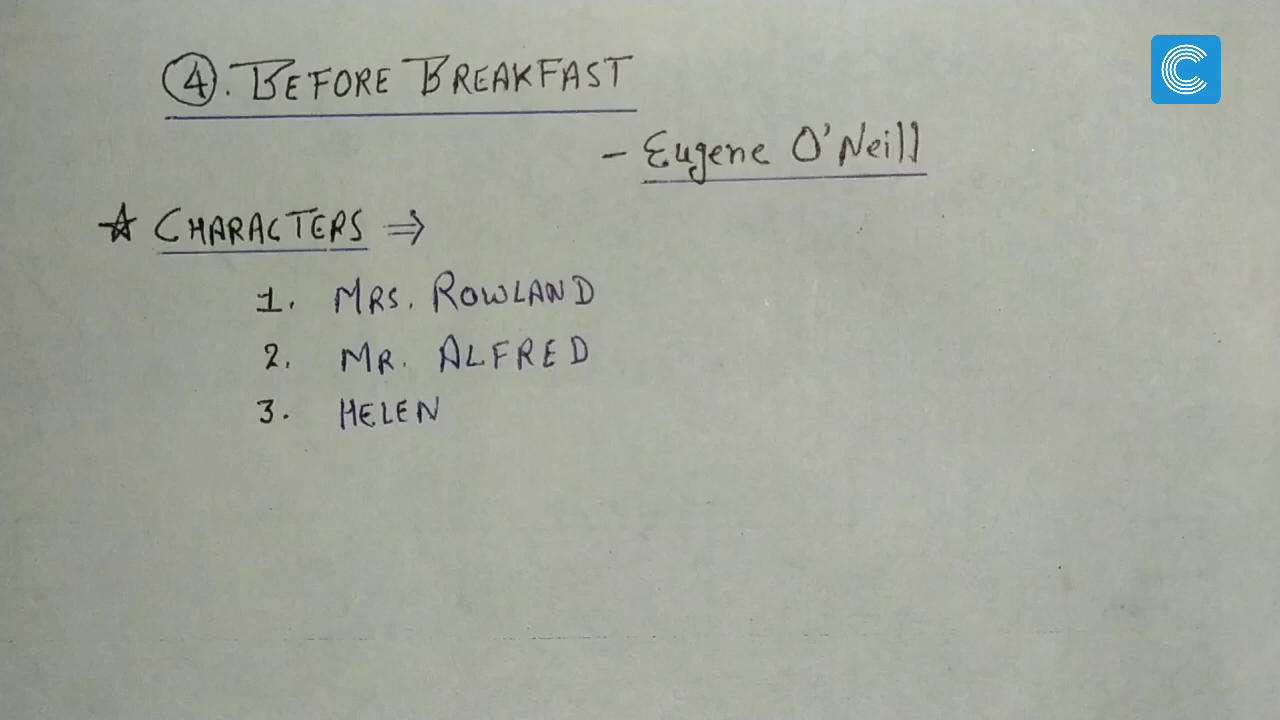 ④. BEFORE BREAKFAST
- Eugene O'Neill
☆ CHARACTERS ⇒
1. MRS. ROWLAND
2. MR. ALFRED
3. HELEN